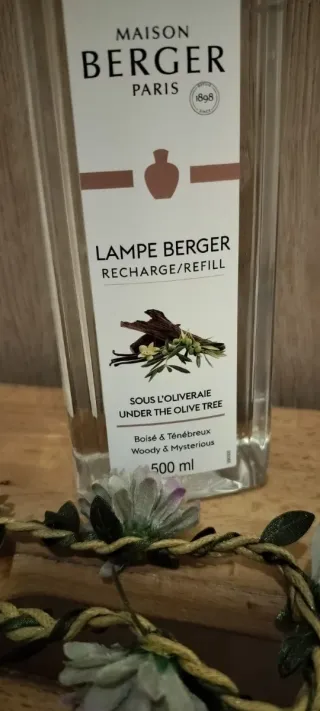 MAISON
BERGER
PARIS
1898
LAMPE BERGER
RECHARGE/REFILL
SOUS L'OLIVERAIE
UNDER THE OLIVE TREE
Boisé & Ténébreux
Woody & Mysterious
500 ml